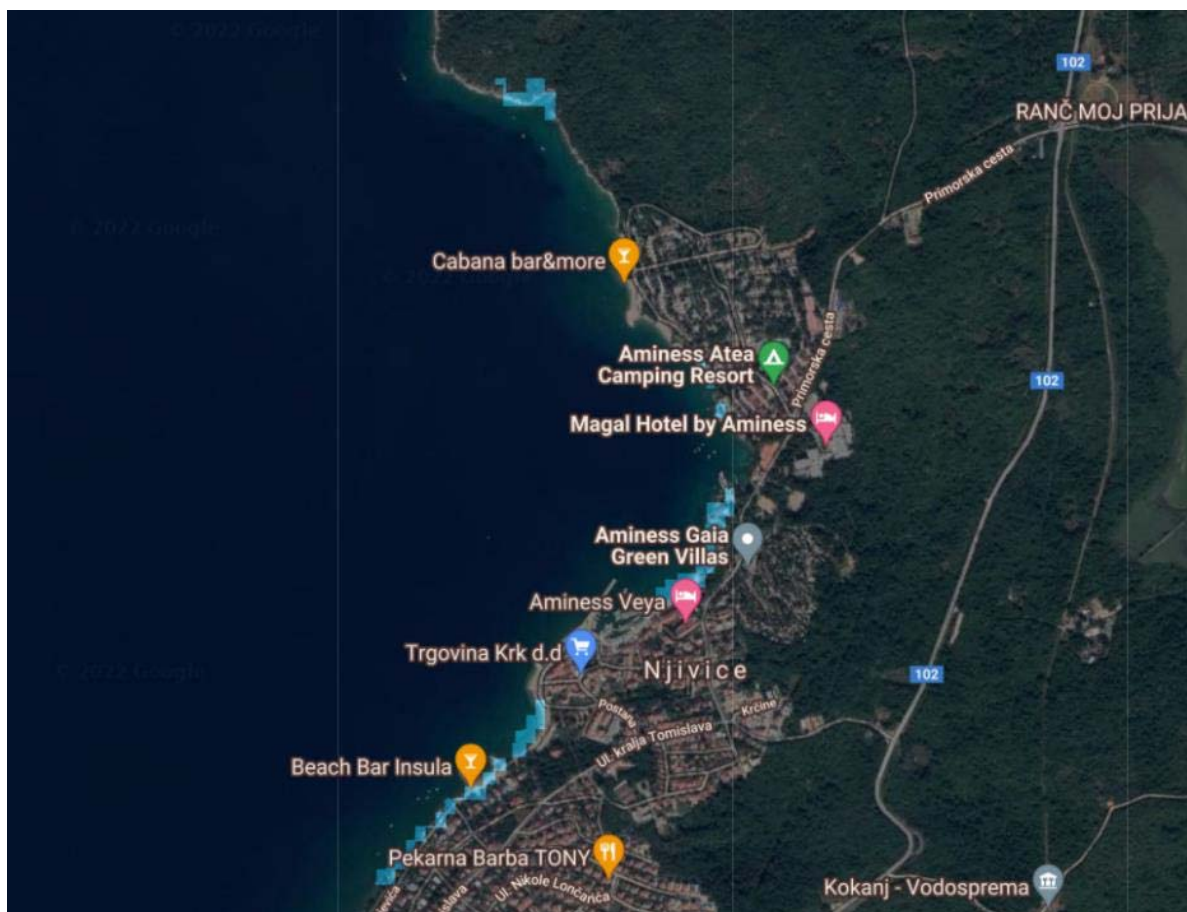 © 2022 Google
102
RANČ MOJ PRIJA
Primorska cesta
© 2022 Google
Cabana bar&more
© 2022 Google
Aminess Atea
Camping Resort
Primorska cesta
102
Magal Hotel by Aminess
Aminess Gaia
Green Villas
Aminess Veya
Trgovina Krk d.d
© 2022 Google
Njivice
102
Krčine
Ul. kralja Tomislava
Beach Bar Insula
Pekarna Barba TONY
Ul. Nikole Lončarića
Kokanj - Vodosprema